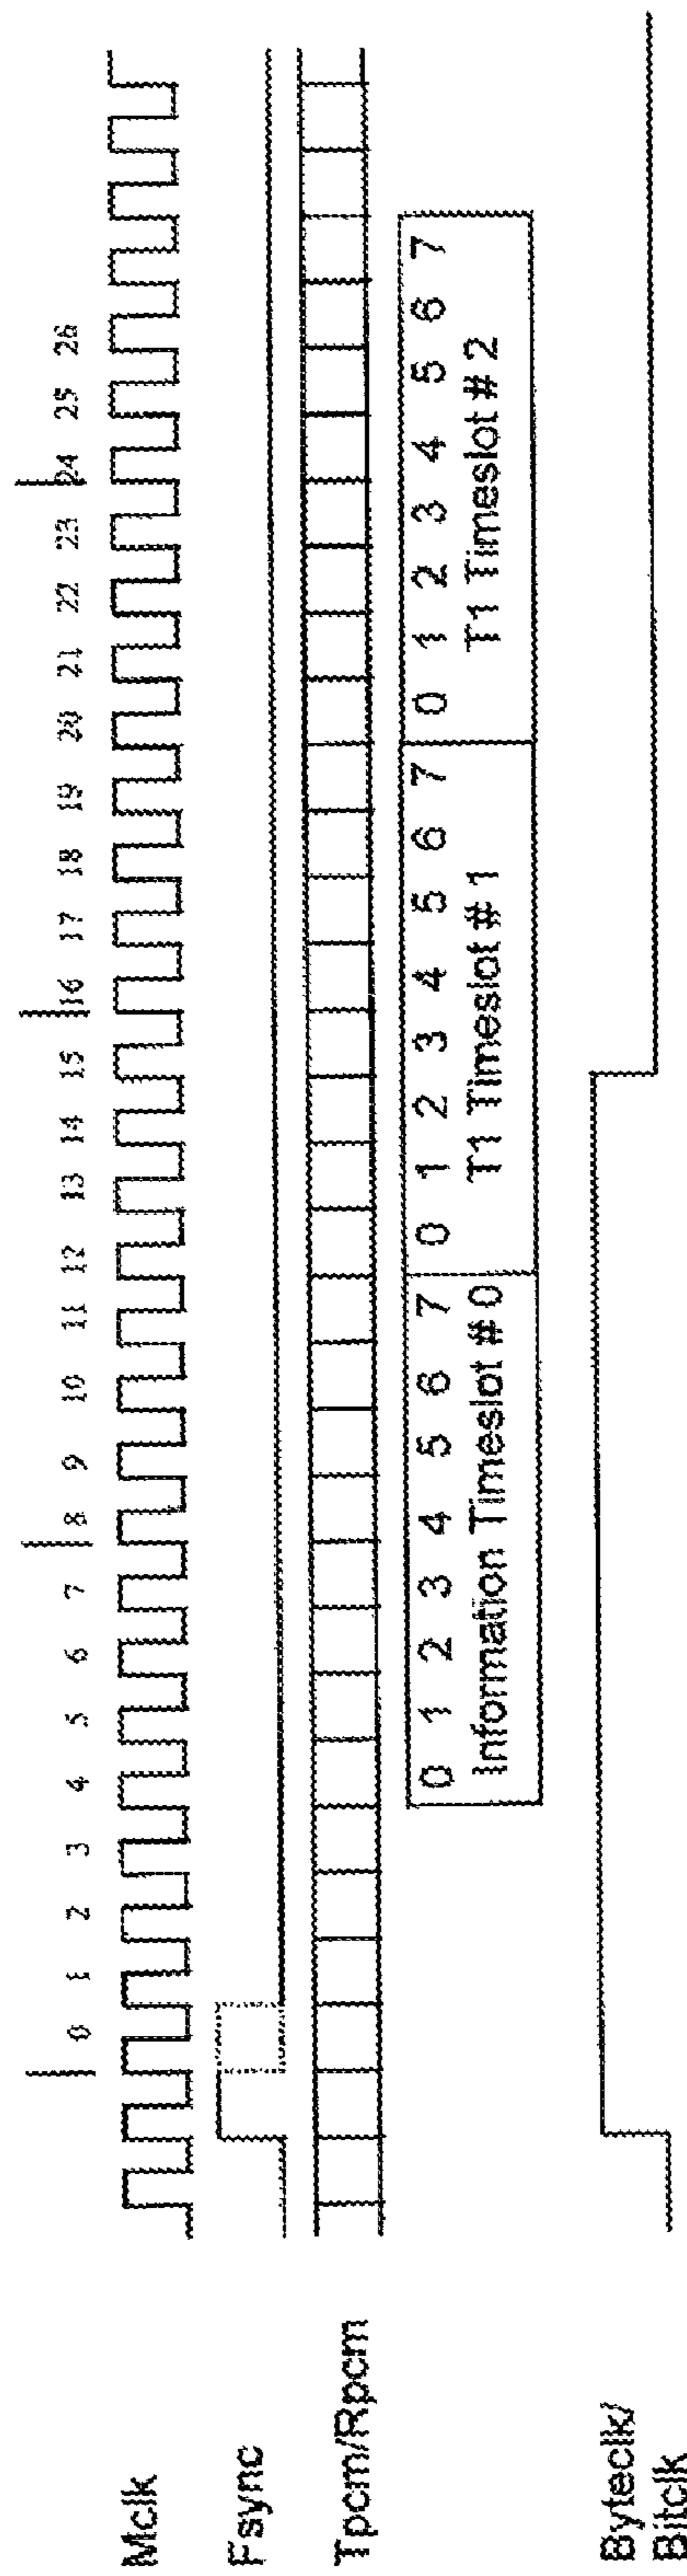 0 1 2 3 4 5 6 7 8 9 10 11 12 13 14 15 16 17 18 19 20 21 22 23 24 25 26
Mclk
Fsync
Tpcm/Rpcm
0 1 2 3 4 5 6 7 0 1 2 3 4 5 6 7 0 1 2 3 4 5 6 7
Information Timeslot #0 T1 Timeslot # 1 T1 Timeslot # 2
Byteclk/
Bitclk